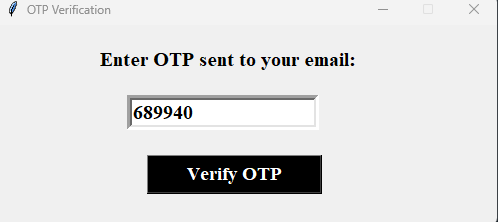 OTP Verification
Enter OTP sent to your email:
689940
Verify OTP